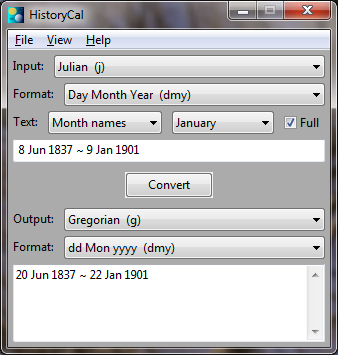 HistoryCal
File View Help
Input: Julian (j)
Format: Day Month Year (dmy)
Text: Month names January Full
8 Jun 1837 ~ 9 Jan 1901
Convert
Output: Gregorian (g)
Format: dd Mon yyyy (dmy)
20 Jun 1837 ~ 22 Jan 1901